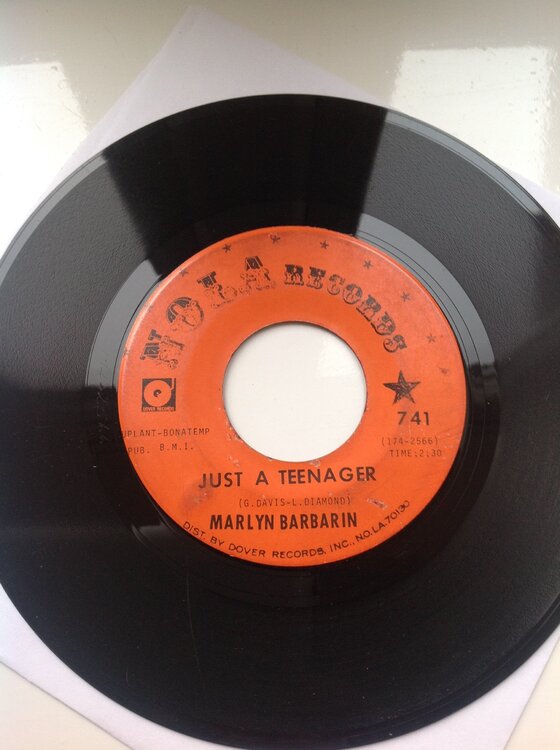 NOLA RECORDS
DOVER RECORDS
741
UPLANT-BONATEMP
PUB. B.M.I.
(174-2566)
TIME:2:30
JUST A TEENAGER
(G. DAVIS-L. DIAMOND)
MARLYN BARBARIN
DIST. BY DOVER RECORDS, INC., N.O. LA. 70130